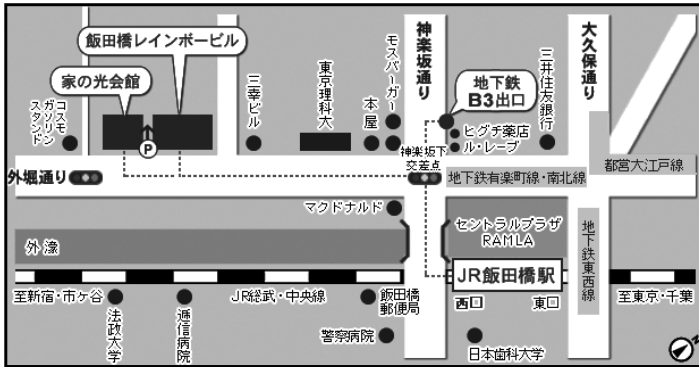 飯田橋レインボービル
家の光会館
コスモ
ガソリン
スタンド
P
三幸ビル
東京理科大
本屋
モスバーガー
神楽坂通り
地下鉄
B3出口
ヒグチ薬店
ル・レーブ
三井住友銀行
大久保通り
都営大江戸線
外堀通り
神楽坂下
交差点
地下鉄有楽町線・南北線
マクドナルド
外濠
セントラルプラザ
RAMLA
地下鉄東西線
JR飯田橋駅
西口
東口
至新宿・市ヶ谷
JR総武・中央線
至東京・千葉
法政大学
逓信病院
飯田橋
郵便局
警察病院
日本歯科大学